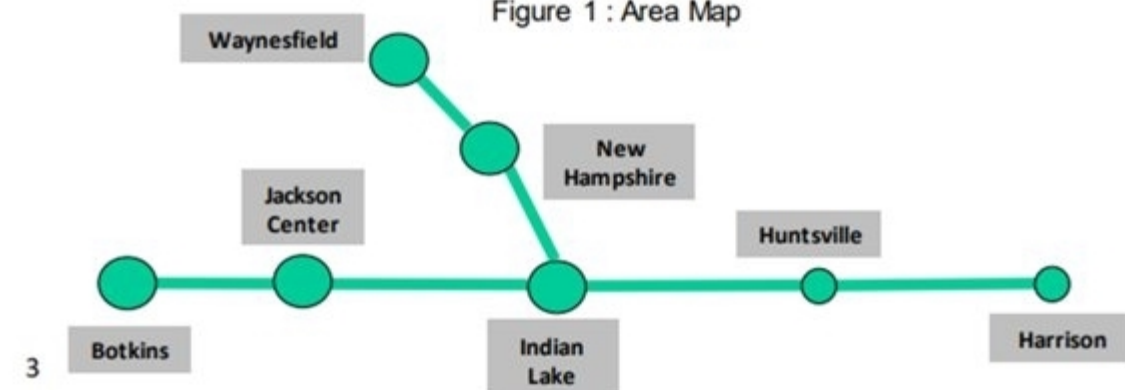 Figure 1 : Area Map
Waynesfield
New
Hampshire
Jackson
Center
Huntsville
Botkins
Indian
Lake
Harrison
3